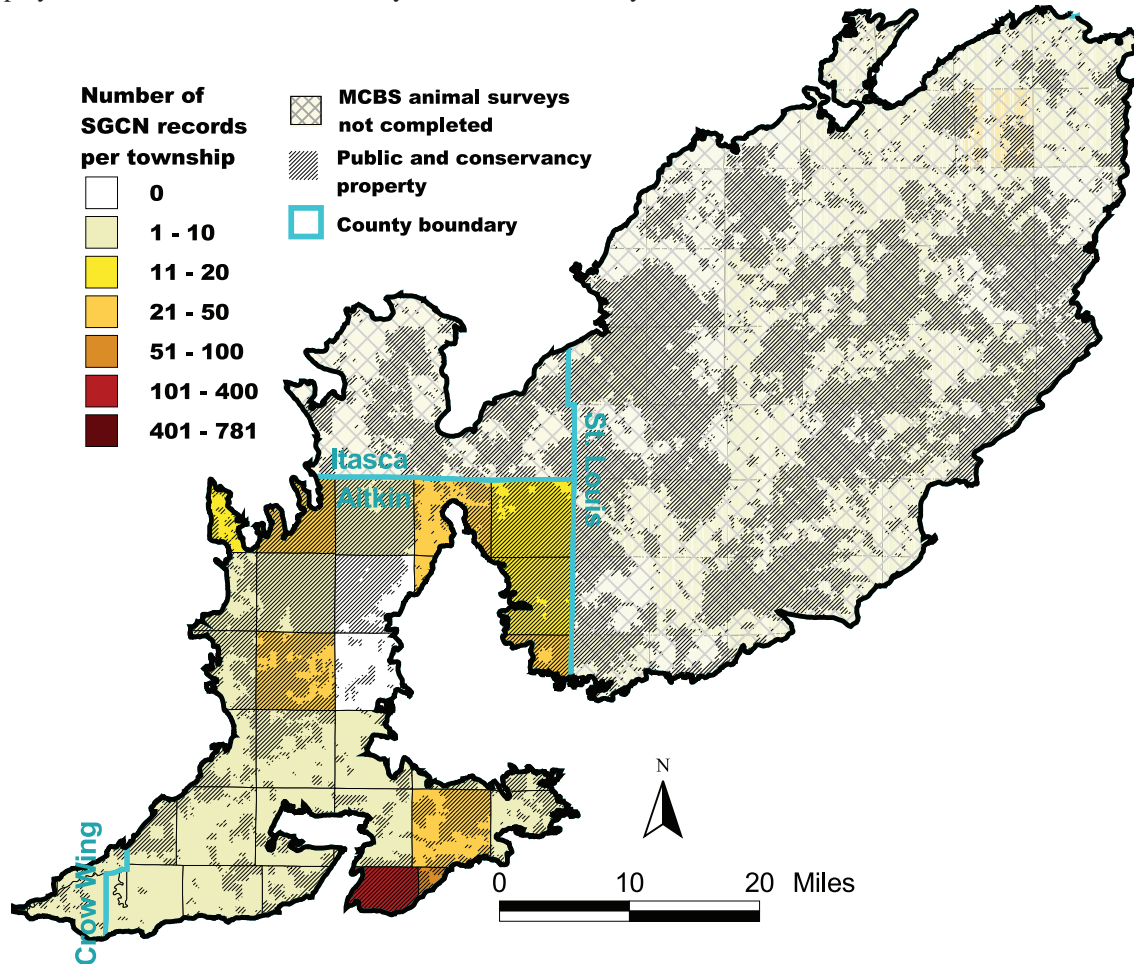 Number of
SGCN records
per township
0
1 - 10
11 - 20
21 - 50
51 - 100
101 - 400
401 - 781
MCBS animal surveys
not completed
Public and conservancy
property
County boundary
Itasca
Aitkin
St. Louis
Crow Wing
N
0 10 20 Miles